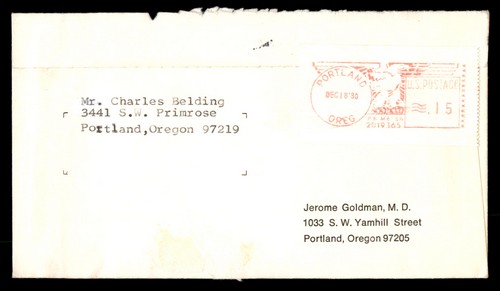 PORTLAND
DEC 18 '80
OREG
U.S. POSTAGE
.15
Mr. Charles Belding
3441 S.W. Primrose
Portland,Oregon 97219
Jerome Goldman, M. D.
1033 S. W. Yamhill Street
Portland, Oregon 97205